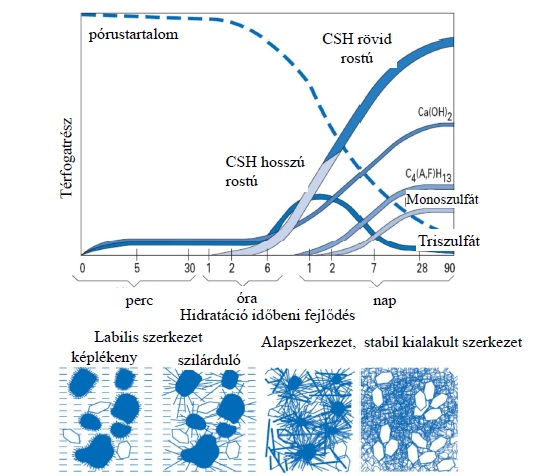 pórustartalom
CSH rövid
rostú
Ca(OH)2
CSH hosszú
rostú
C4(A,F)H13
Monoszulfát
Triszulfát
Térfogatrész
0 5 30 1 2 6 1 2 7 28 90
perc óra nap
Hidratáció időbeni fejlődés
Labilis szerkezet Alapszerkezet, stabil kialakult szerkezet
képlékeny szilárduló